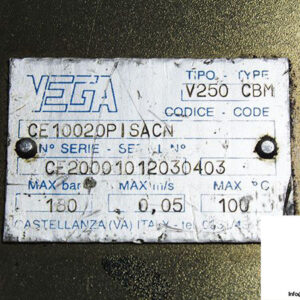 VEGA
TIPO - TYPE
V250 CBM
CODICE - CODE
CE10020PISACN
N° SERIE - SERIAL N°
CE20001012030403
MAX bar MAX m/s MAX °C
180 0,05 100
CASTELLANZA (VA) ITALY - tel.